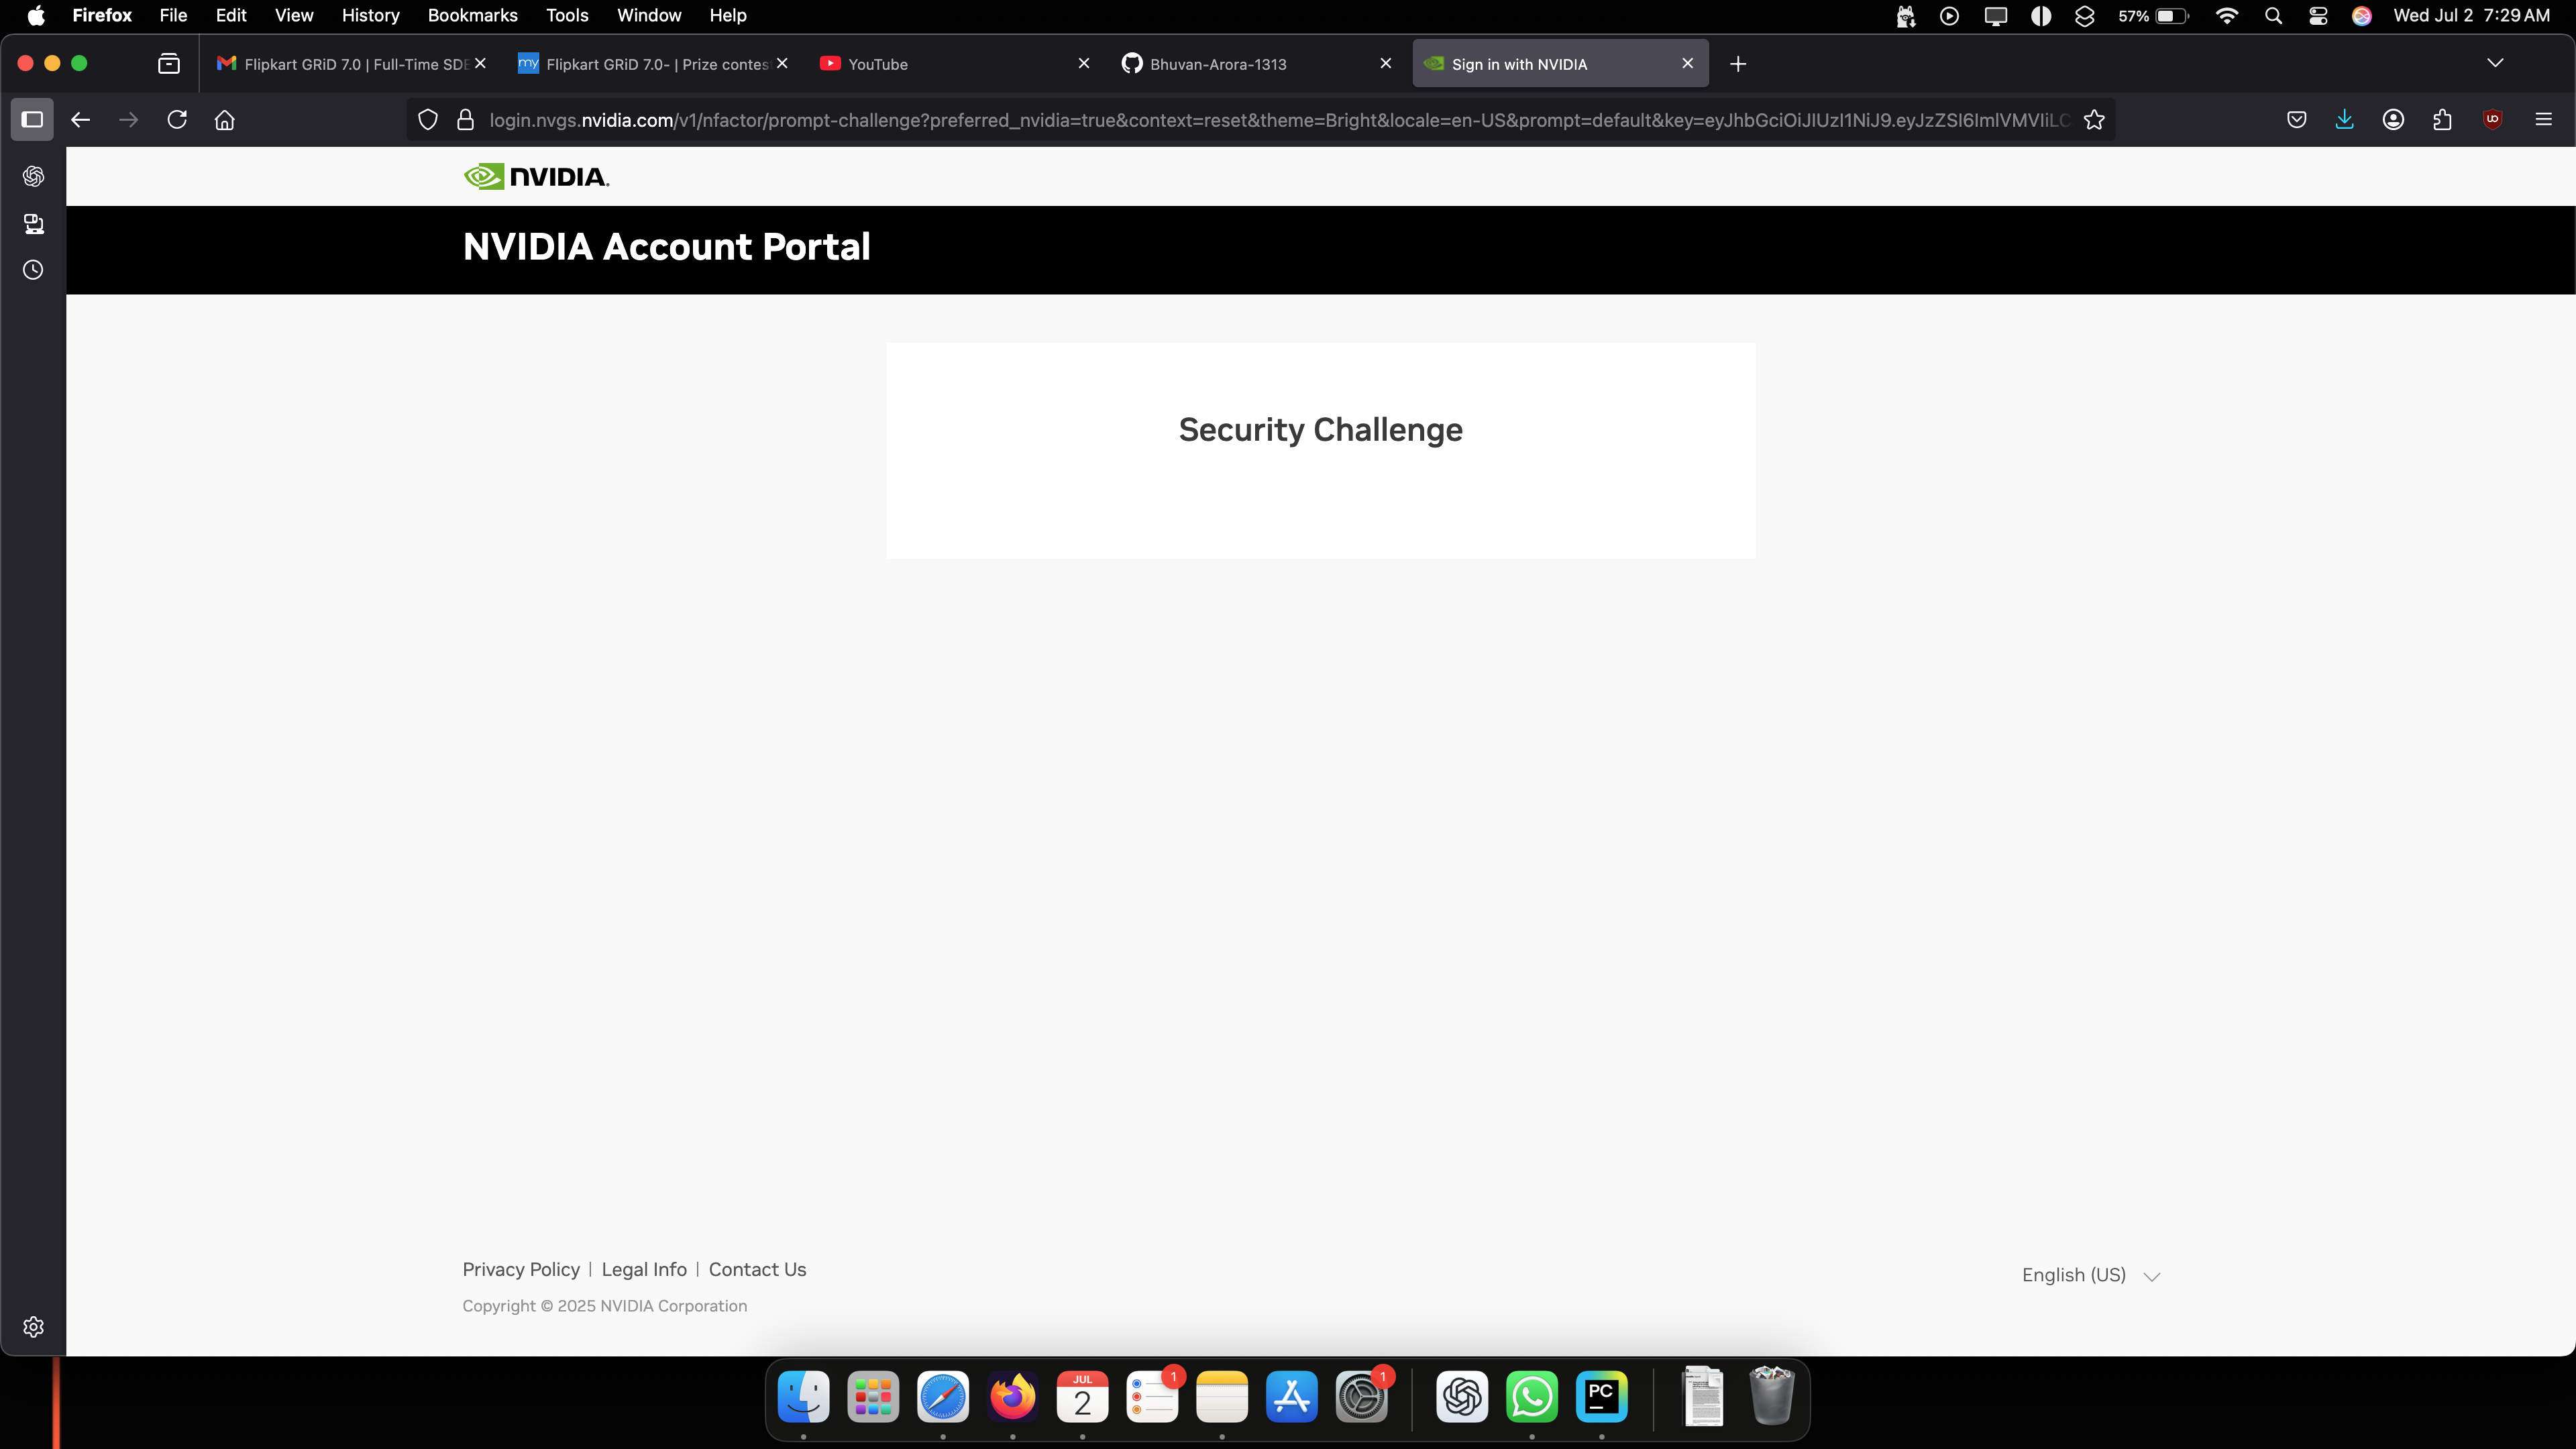 Firefox File Edit View History Bookmarks Tools Window Help 57% Wed Jul 2 7:29 AM
Flipkart GRiD 7.0 | Full-Time SDE Flipkart GRiD 7.0- | Prize contes YouTube Bhuvan-Arora-1313 Sign in with NVIDIA
login.nvgs.nvidia.com/v1/nfactor/prompt-challenge?preferred_nvidia=true&context=reset&theme=Bright&locale=en-US&prompt=default&key=
NVIDIA.
NVIDIA Account Portal
Security Challenge
Privacy Policy | Legal Info | Contact Us
English (US)
Copyright © 2025 NVIDIA Corporation
JUL
2
1
1
PC